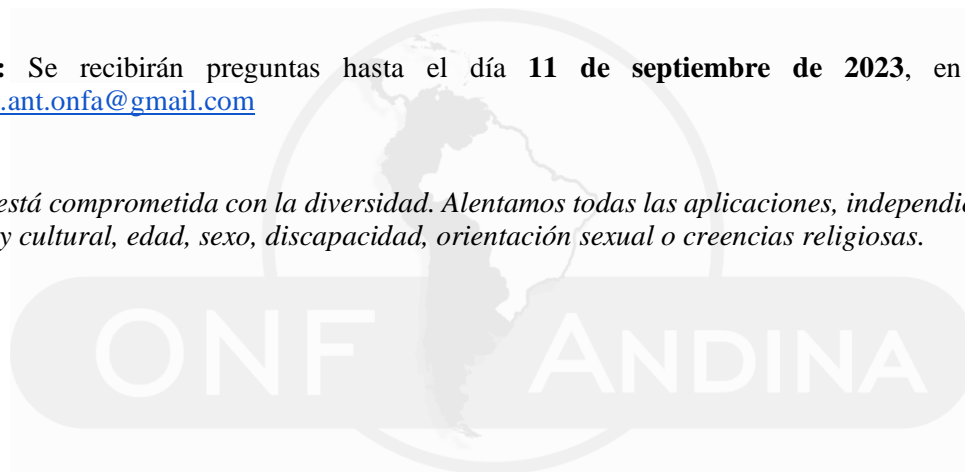 : Se recibirán preguntas hasta el día 11 de septiembre de 2023, en
.ant.onfa@gmail.com
está comprometida con la diversidad. Alentamos todas las aplicaciones, independi
y cultural, edad, sexo, discapacidad, orientación sexual o creencias religiosas.
ONF ANDINA